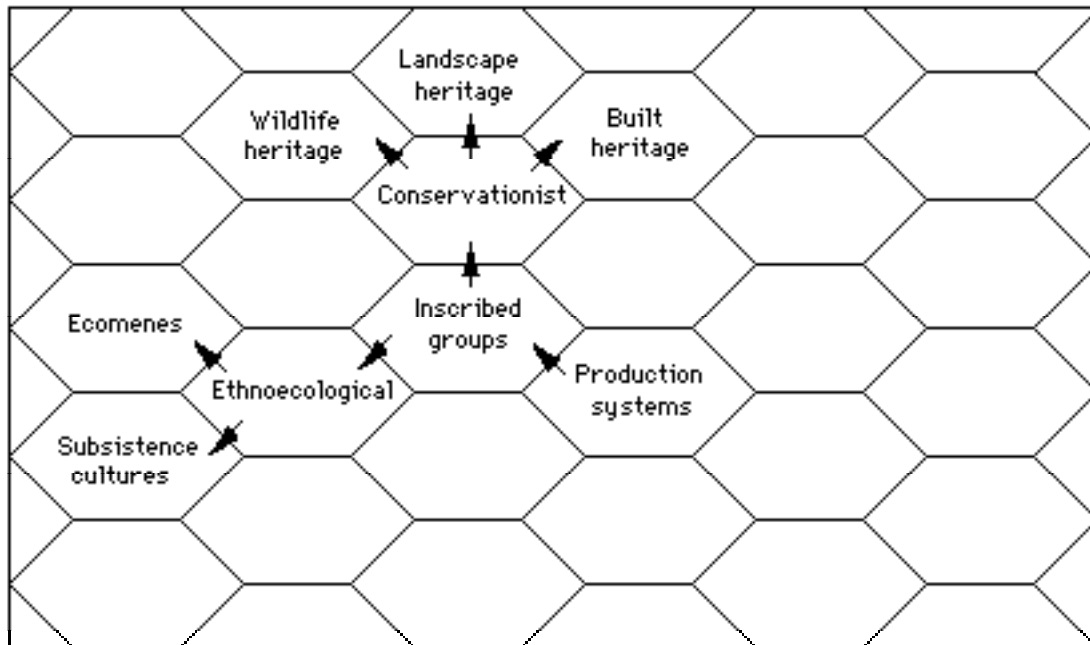 Landscape
heritage
Wildlife
heritage
Built
heritage
Conservationist
Ecomenes
Inscribed
groups
Ethnoecological
Production
systems
Subsistence
cultures